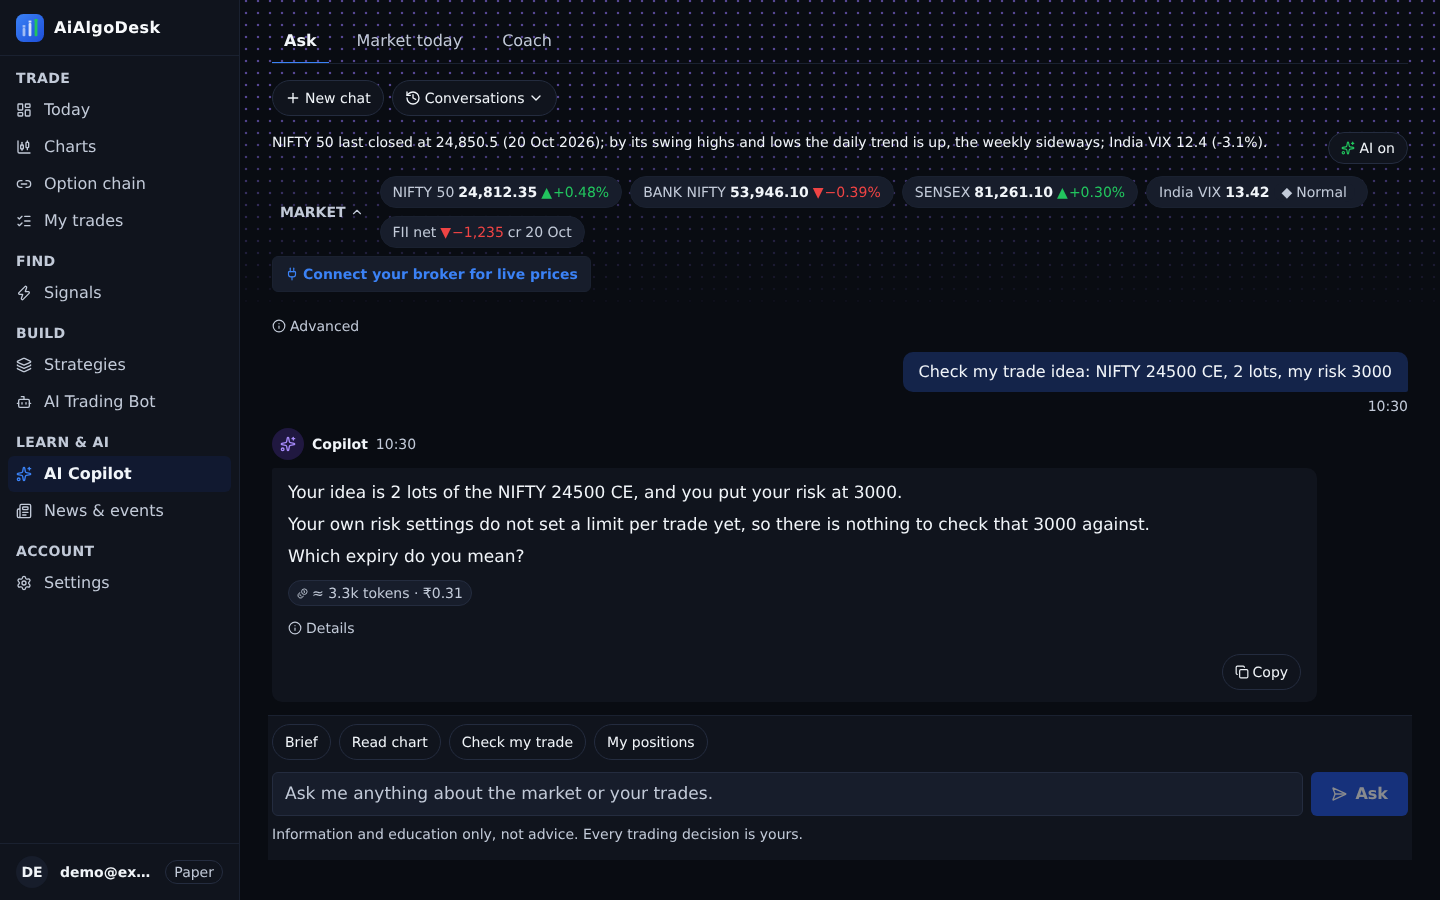 AiAlgoDesk
TRADE
Today
Charts
Option chain
My trades
FIND
Signals
BUILD
Strategies
AI Trading Bot
LEARN & AI
AI Copilot
News & events
ACCOUNT
Settings
DE demo@ex... Paper
Ask Market today Coach
New chat Conversations
NIFTY 50 last closed at 24,850.5 (20 Oct 2026); by its swing highs and lows the daily trend is up, the weekly sideways; India VIX 12.4 (-3.1%).
AI on
MARKET
NIFTY 50 24,812.35 ▲+0.48% BANK NIFTY 53,946.10 ▼−0.39% SENSEX 81,261.10 ▲+0.30% India VIX 13.42 ◆ Normal
FII net ▼−1,235 cr 20 Oct
Connect your broker for live prices
Advanced
Check my trade idea: NIFTY 24500 CE, 2 lots, my risk 3000
10:30
Copilot 10:30
Your idea is 2 lots of the NIFTY 24500 CE, and you put your risk at 3000.
Your own risk settings do not set a limit per trade yet, so there is nothing to check that 3000 against.
Which expiry do you mean?
≈ 3.3k tokens · ₹0.31
Details
Copy
Brief Read chart Check my trade My positions
Ask me anything about the market or your trades.
Ask
Information and education only, not advice. Every trading decision is yours.